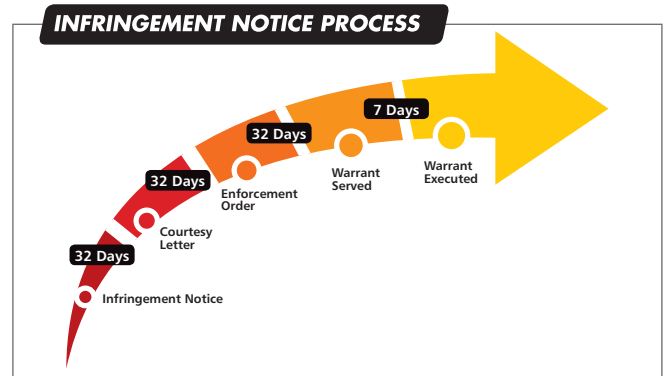 INFRINGEMENT NOTICE PROCESS
7 Days
32 Days
Warrant
Executed
Warrant
Served
32 Days
Enforcement
Order
Courtesy
Letter
32 Days
Infringement Notice